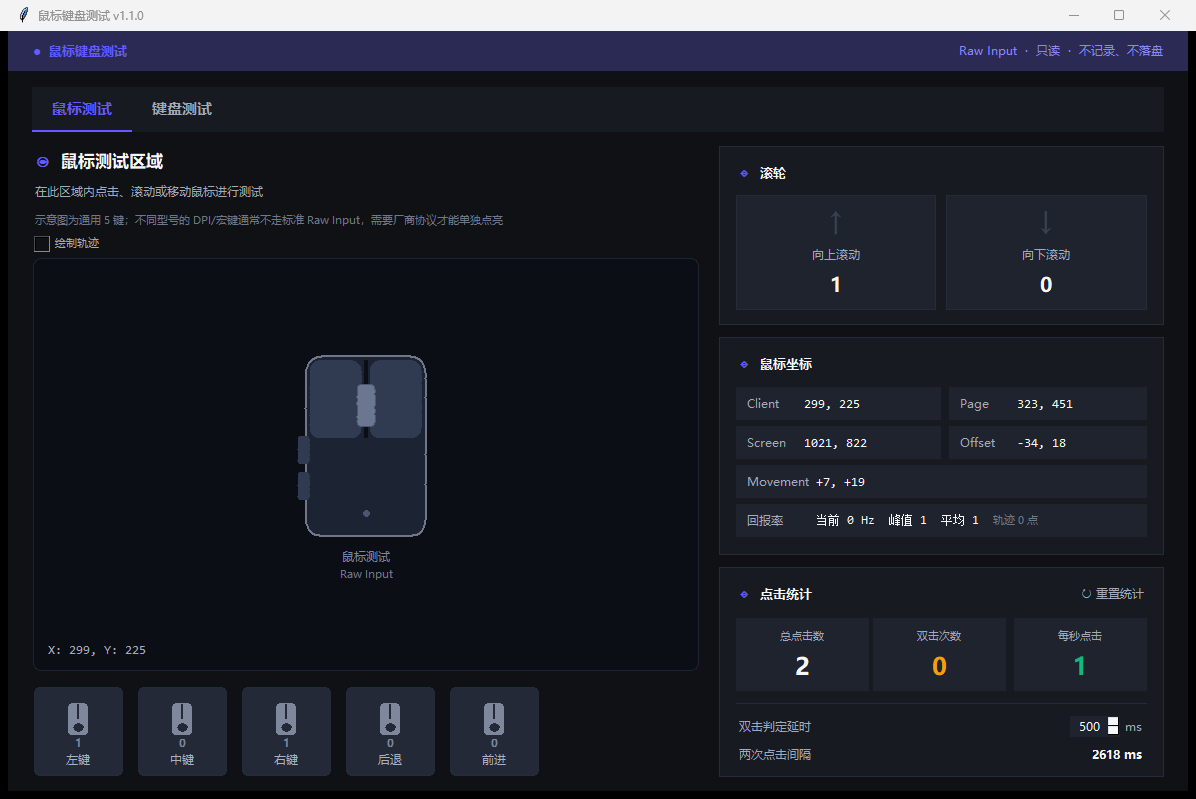 鼠标键盘测试 v1.1.0
鼠标键盘测试
Raw Input · 只读 · 不记录、不落盘
鼠标测试
键盘测试
鼠标测试区域
在此区域内点击、滚动或移动鼠标进行测试
示意图为通用 5 键；不同型号的 DPI/宏键通常不走标准 Raw Input，需要厂商协议才能单独点亮
绘制轨迹
鼠标测试
Raw Input
X: 299, Y: 225
1
左键
0
中键
1
右键
0
后退
0
前进
滚轮
↑
向上滚动
1
↓
向下滚动
0
鼠标坐标
Client 299, 225
Page 323, 451
Screen 1021, 822
Offset -34, 18
Movement +7, +19
回报率 当前 0 Hz 峰值 1 平均 1 轨迹 0 点
点击统计
↻ 重置统计
总点击数
2
双击次数
0
每秒点击
1
双击判定延时 500 ms
两次点击间隔 2618 ms